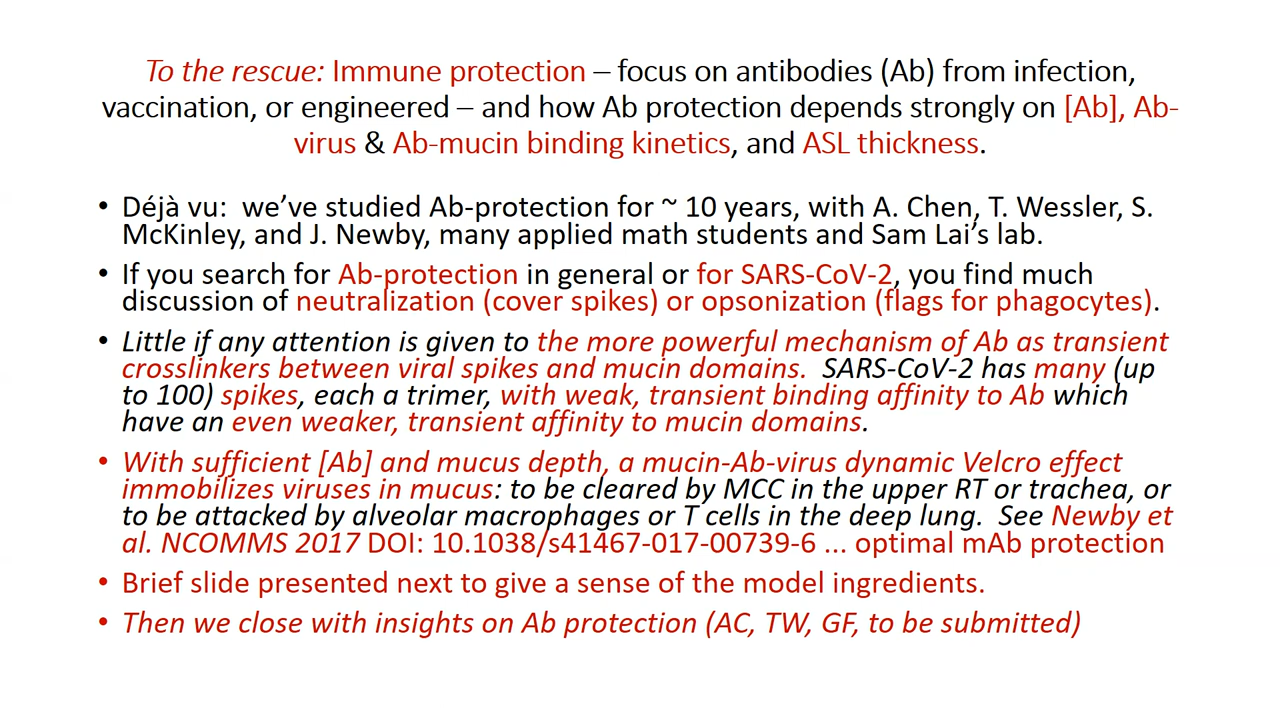 To the rescue: Immune protection – focus on antibodies (Ab) from infection,
vaccination, or engineered – and how Ab protection depends strongly on [Ab], Ab-
virus & Ab-mucin binding kinetics, and ASL thickness.
• Déjà vu: we've studied Ab-protection for ~ 10 years, with A. Chen, T. Wessler, S.
McKinley, and J. Newby, many applied math students and Sam Lai's lab.
• If you search for Ab-protection in general or for SARS-CoV-2, you find much
discussion of neutralization (cover spikes) or opsonization (flags for phagocytes).
• Little if any attention is given to the more powerful mechanism of Ab as transient
crosslinkers between viral spikes and mucin domains. SARS-CoV-2 has many (up
to 100) spikes, each a trimer, with weak, transient binding affinity to Ab which
have an even weaker, transient affinity to mucin domains.
• With sufficient [Ab] and mucus depth, a mucin-Ab-virus dynamic Velcro effect
immobilizes viruses in mucus: to be cleared by MCC in the upper RT or trachea, or
to be attacked by alveolar macrophages or T cells in the deep lung. See Newby et
al. NCOMMS 2017 DOI: 10.1038/s41467-017-00739-6 ... optimal mAb protection
• Brief slide presented next to give a sense of the model ingredients.
• Then we close with insights on Ab protection (AC, TW, GF, to be submitted)